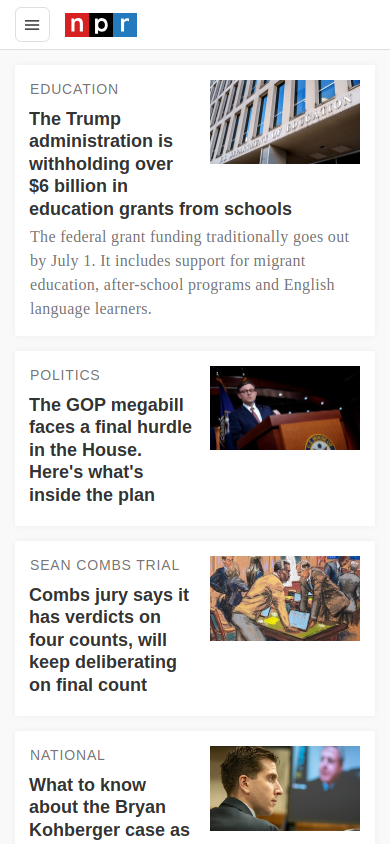 npr
EDUCATION
The Trump
administration is
withholding over
$6 billion in
education grants from schools
The federal grant funding traditionally goes out
by July 1. It includes support for migrant
education, after-school programs and English
language learners.
POLITICS
The GOP megabill
faces a final hurdle
in the House.
Here's what's
inside the plan
SEAN COMBS TRIAL
Combs jury says it
has verdicts on
four counts, will
keep deliberating
on final count
NATIONAL
What to know
about the Bryan
Kohberger case as